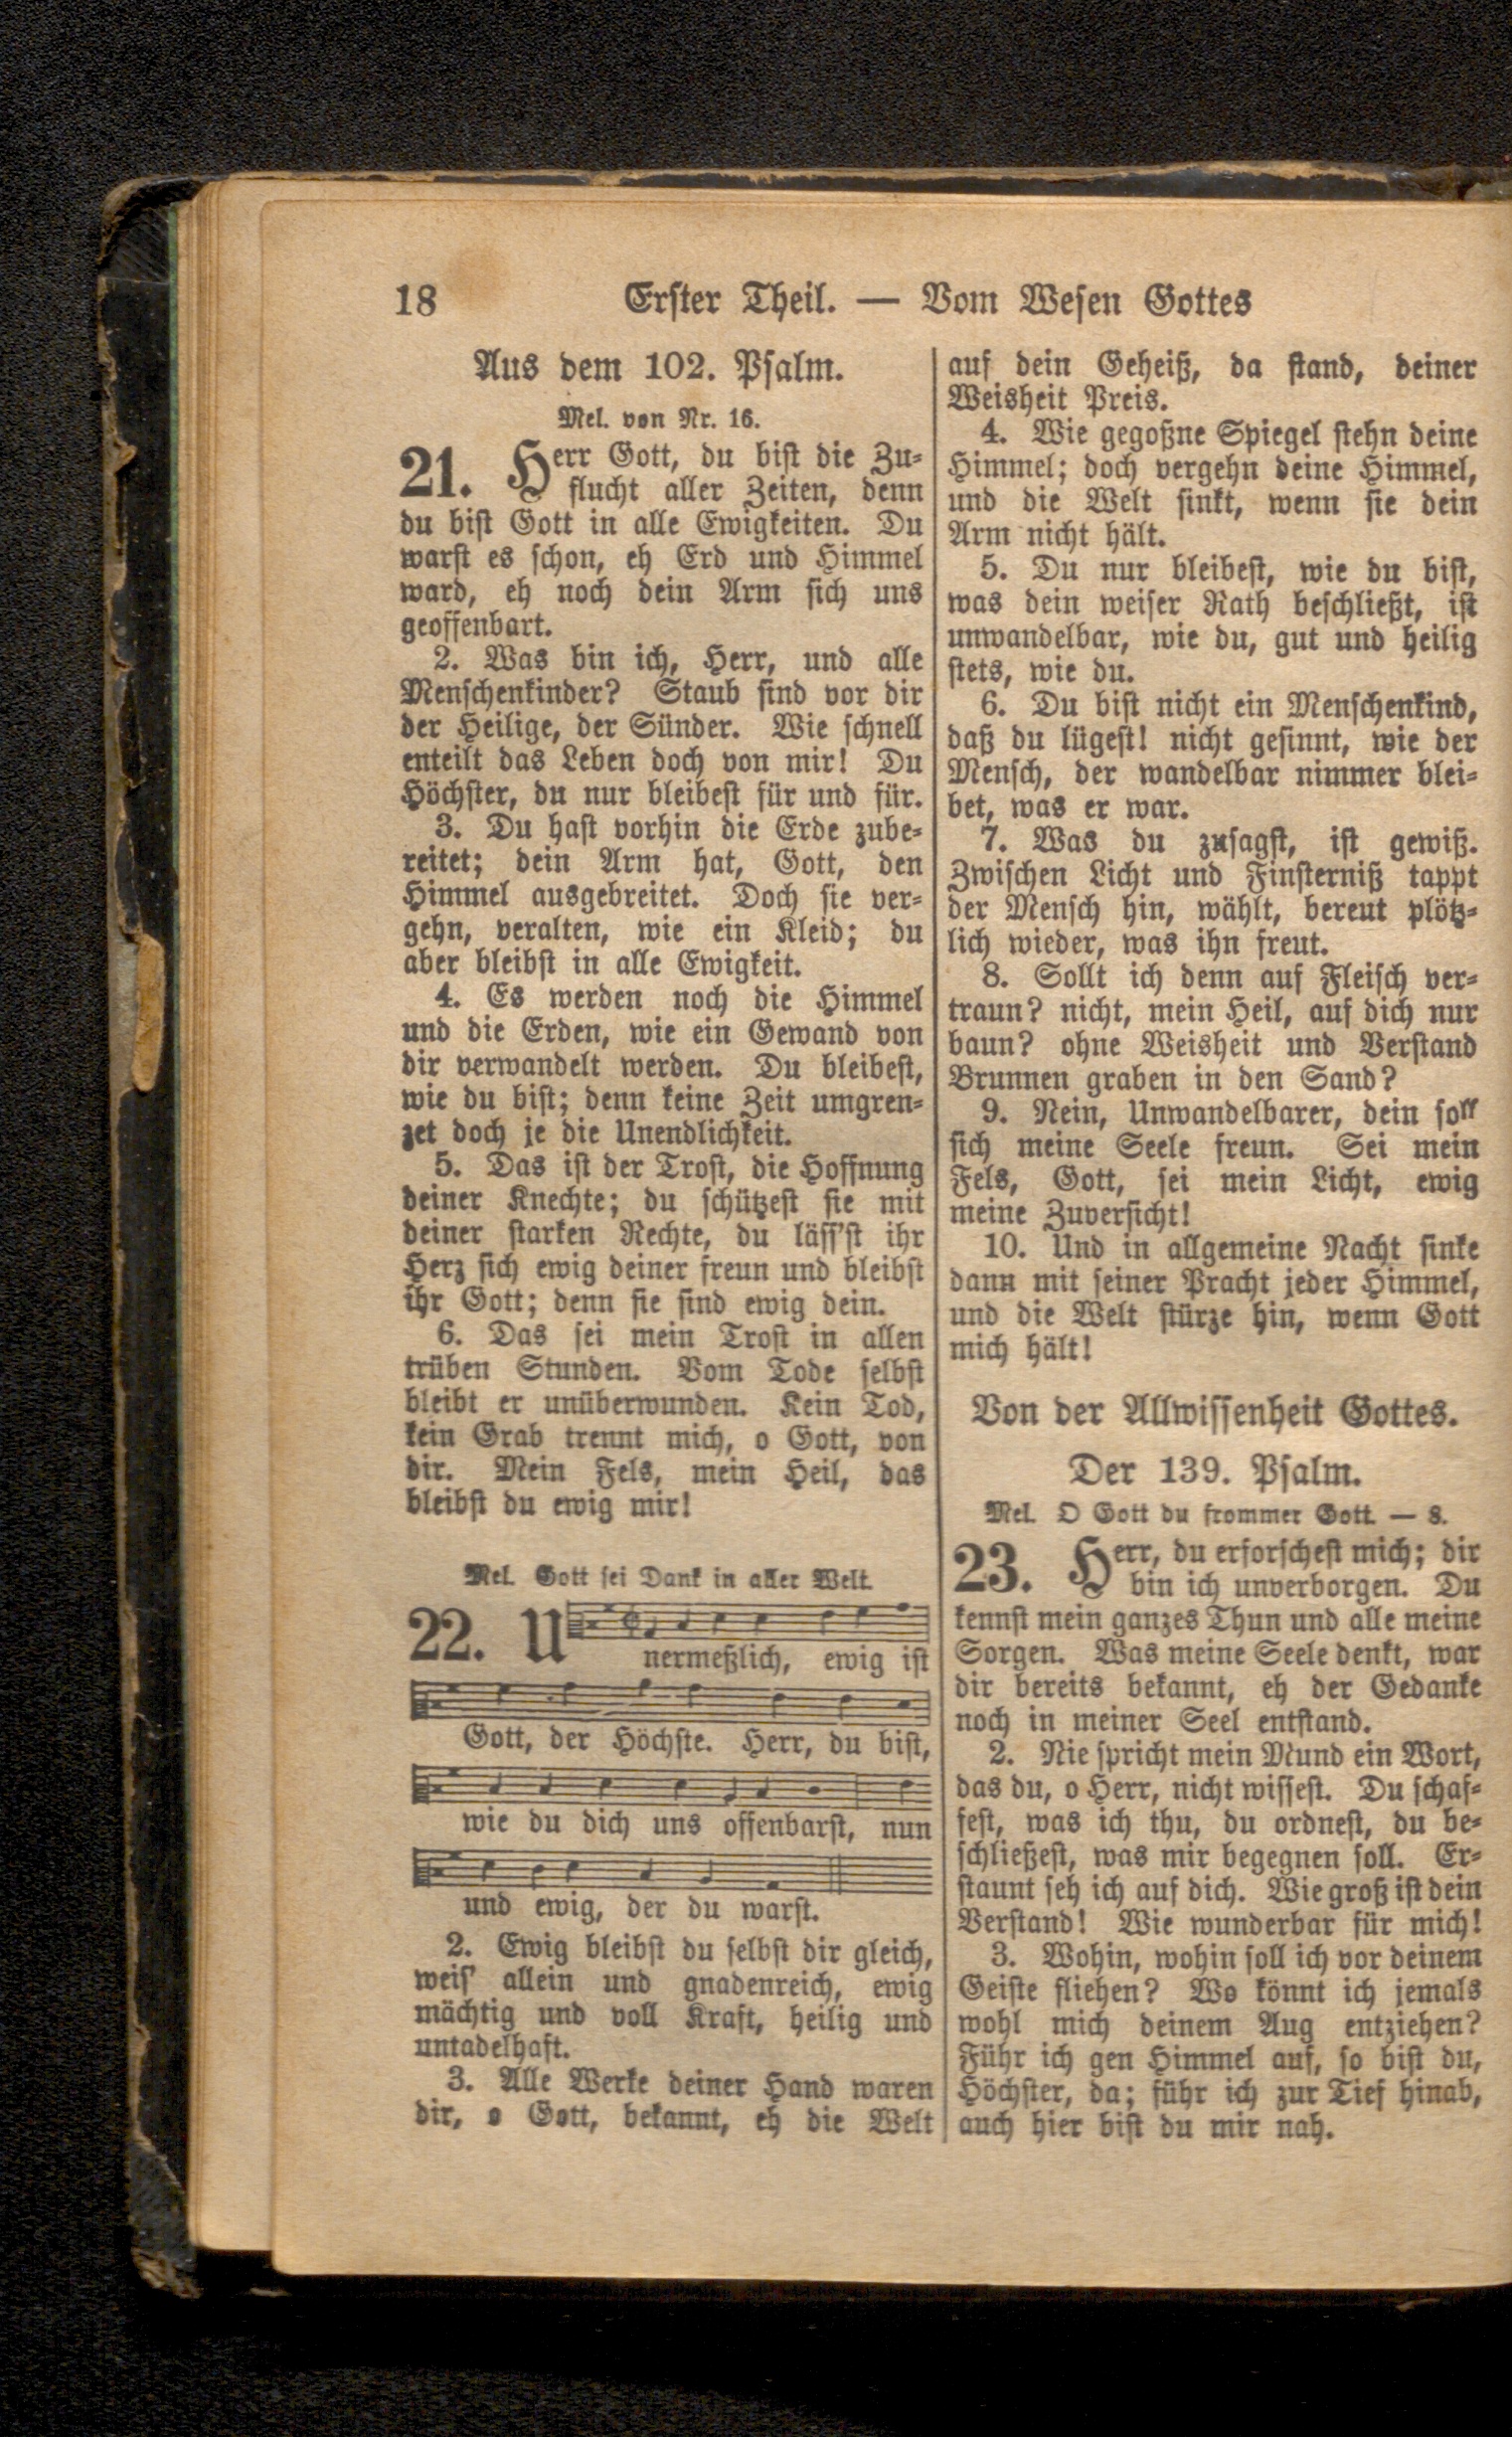 18 Erster Theil. — Vom Wesen Gottes
Aus dem 102. Psalm.
Mel. von Nr. 16.
21. Herr Gott, du bist die Zu-
flucht aller Zeiten, denn
du bist Gott in alle Ewigkeiten. Du
warst es schon, eh Erd und Himmel
ward, eh noch dein Arm sich uns
geoffenbart.
2. Was bin ich, Herr, und alle
Menschenkinder? Staub sind vor dir
der Heilige, der Sünder. Wie schnell
enteilt das Leben doch von mir! Du
Höchster, du nur bleibest für und für.
3. Du hast vorhin die Erde zube-
reitet; dein Arm hat, Gott, den
Himmel ausgebreitet. Doch sie ver-
gehn, veralten, wie ein Kleid; du
aber bleibst in alle Ewigkeit.
4. Es werden noch die Himmel
und die Erden, wie ein Gewand von
dir verwandelt werden. Du bleibest,
wie du bist; denn keine Zeit umgren-
zet doch je die Unendlichkeit.
5. Das ist der Trost, die Hoffnung
deiner Knechte; du schützest sie mit
deiner starken Rechte, du läss'st ihr
Herz sich ewig deiner freun und bleibst
ihr Gott; denn sie sind ewig dein.
6. Das sei mein Trost in allen
trüben Stunden. Vom Tode selbst
bleibt er unüberwunden. Kein Tod,
kein Grab trennt mich, o Gott, von
dir. Mein Fels, mein Heil, das
bleibst du ewig mir!
Mel. Gott sei Dank in aller Welt.
22. Unermeßlich, ewig ist
Gott, der Höchste. Herr, du bist,
wie du dich uns offenbarst, nun
und ewig, der du warst.
2. Ewig bleibst du selbst dir gleich,
weis' allein und gnadenreich, ewig
mächtig und voll Kraft, heilig und
untadelhaft.
3. Alle Werke deiner Hand waren
dir, o Gott, bekannt, eh die Welt
auf dein Geheiß, da stand, deiner
Weisheit Preis.
4. Wie gegoßne Spiegel stehn deine
Himmel; doch vergehn deine Himmel,
und die Welt sinkt, wenn sie dein
Arm nicht hält.
5. Du nur bleibest, wie du bist,
was dein weiser Rath beschließt, ist
unwandelbar, wie du, gut und heilig
stets, wie du.
6. Du bist nicht ein Menschenkind,
daß du lügest! nicht gesinnt, wie der
Mensch, der wandelbar nimmer blei-
bet, was er war.
7. Was du zusagst, ist gewiß.
Zwischen Licht und Finsterniß tappt
der Mensch hin, wählt, bereut plötz-
lich wieder, was ihn freut.
8. Sollt ich denn auf Fleisch ver-
traun? nicht, mein Heil, auf dich nur
baun? ohne Weisheit und Verstand
Brunnen graben in den Sand?
9. Nein, Unwandelbarer, dein soll
sich meine Seele freun. Sei mein
Fels, Gott, sei mein Licht, ewig
meine Zuversicht!
10. Und in allgemeine Nacht sinke
dann mit seiner Pracht jeder Himmel,
und die Welt stürze hin, wenn Gott
mich hält!
Von der Allwissenheit Gottes.
Der 139. Psalm.
Mel. O Gott du frommer Gott. — 8.
23. Herr, du erforschest mich; dir
bin ich unverborgen. Du
kennst mein ganzes Thun und alle meine
Sorgen. Was meine Seele denkt, war
dir bereits bekannt, eh der Gedanke
noch in meiner Seel entstand.
2. Nie spricht mein Mund ein Wort,
das du, o Herr, nicht wissest. Du schaf-
fest, was ich thu, du ordnest, du be-
schließest, was mir begegnen soll. Er-
staunt seh ich auf dich. Wie groß ist dein
Verstand! Wie wunderbar für mich!
3. Wohin, wohin soll ich vor deinem
Geiste fliehen? Wo könnt ich jemals
wohl mich deinem Aug entziehen?
Führ ich gen Himmel auf, so bist du,
Höchster, da; führ ich zur Tief hinab,
auch hier bist du mir nah.